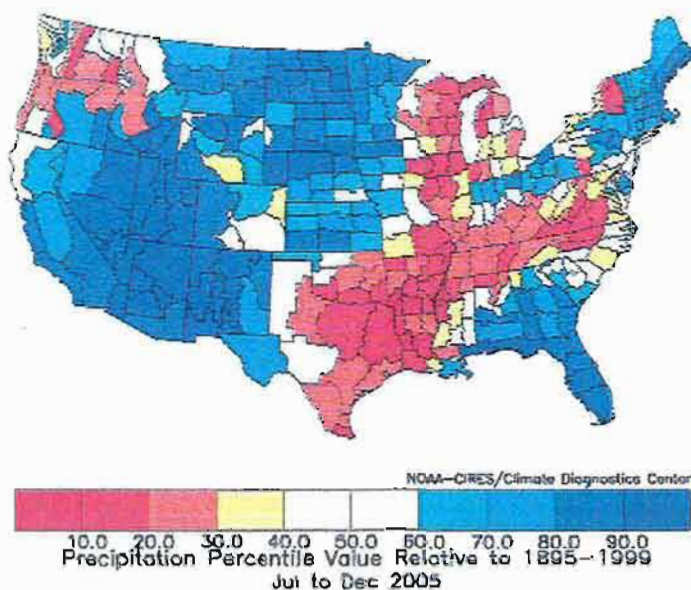 NOAA-CIRES/Climate Diagnostics Center
10.0 20.0 30.0 40.0 50.0 60.0 70.0 80.0 90.0
Precipitation Percentile Value Relative to 1895-1999
Jul to Dec 2005